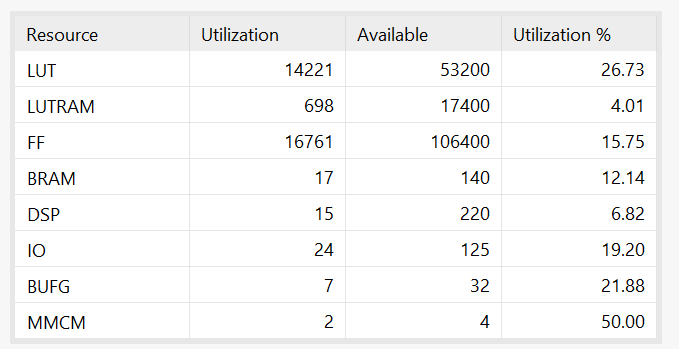 Resource Utilization Available Utilization %
LUT 14221 53200 26.73
LUTRAM 698 17400 4.01
FF 16761 106400 15.75
BRAM 17 140 12.14
DSP 15 220 6.82
IO 24 125 19.20
BUFG 7 32 21.88
MMCM 2 4 50.00